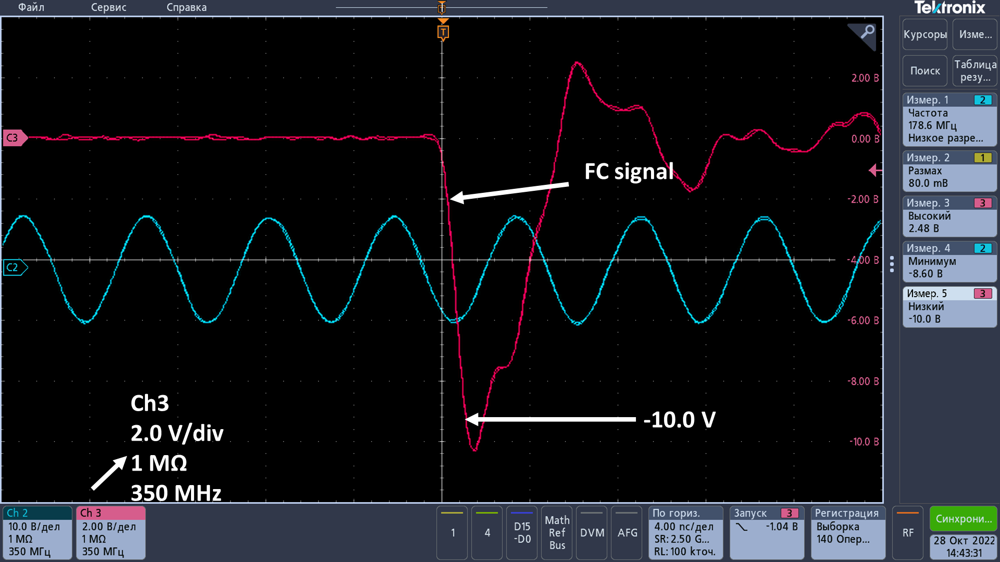 Файл Сервис Справка
Tektronix
T
T
Курсоры
Изме...
Поиск
Таблица
резу...
2.00 В
0.00 В
-2.00 В
-4.00 В
-6.00 В
-8.00 В
-10.0 В
C3
C2
FC signal
-10.0 V
Ch3
2.0 V/div
1 MΩ
350 MHz
Измер. 1 2
Частота
178.6 МГц
Низкое разре...
Измер. 2 1
Размах
80.0 mВ
Измер. 3 3
Высокий
2.48 В
Измер. 4 2
Минимум
-8.60 В
Измер. 5 3
Низкий
-10.0 В
Ch 2
10.0 В/дел
1 MΩ
350 МГц
Ch 3
2.00 В/дел
1 MΩ
350 МГц
1
4
D15
-D0
Math
Ref
Bus
DVM
AFG
По гориз.
4.00 nс/дел
SR: 2.50 G...
RL: 100 kточ.
Запуск 3
-1.04 В
Регистрация
Выборка
140 Опер...
RF
Синхрони...
28 Окт 2022
14:43:31